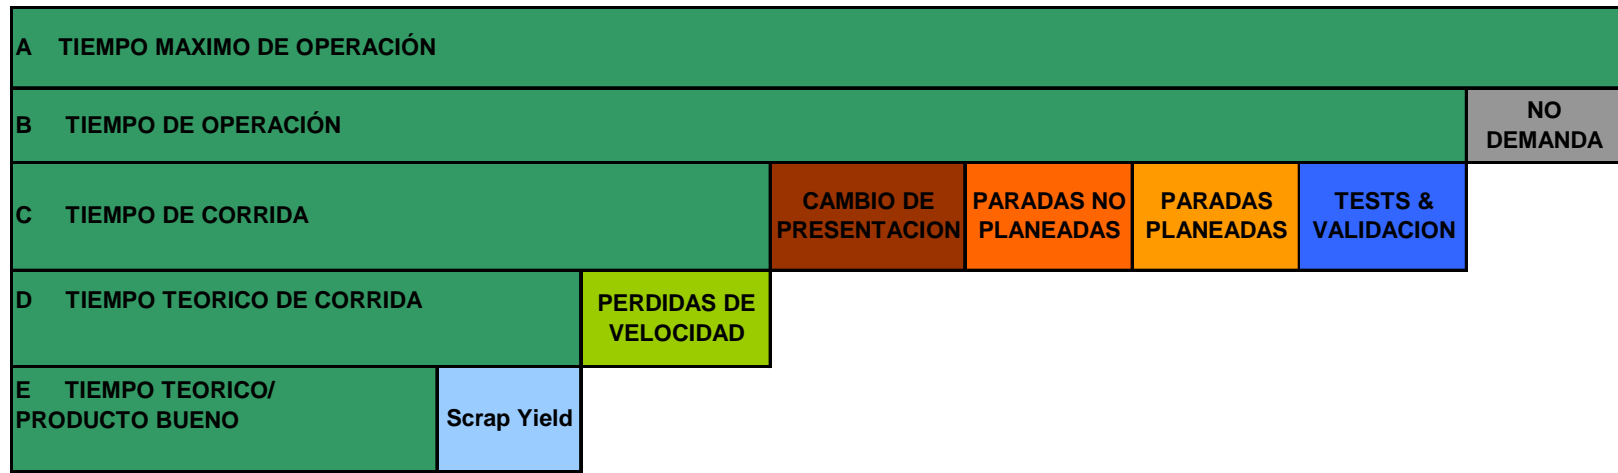 A TIEMPO MAXIMO DE OPERACIÓN
B TIEMPO DE OPERACIÓN
NO
DEMANDA
C TIEMPO DE CORRIDA
CAMBIO DE
PRESENTACION
PARADAS NO
PLANEADAS
PARADAS
PLANEADAS
TESTS &
VALIDACION
D TIEMPO TEORICO DE CORRIDA
PERDIDAS DE
VELOCIDAD
E TIEMPO TEORICO/
PRODUCTO BUENO
Scrap Yield